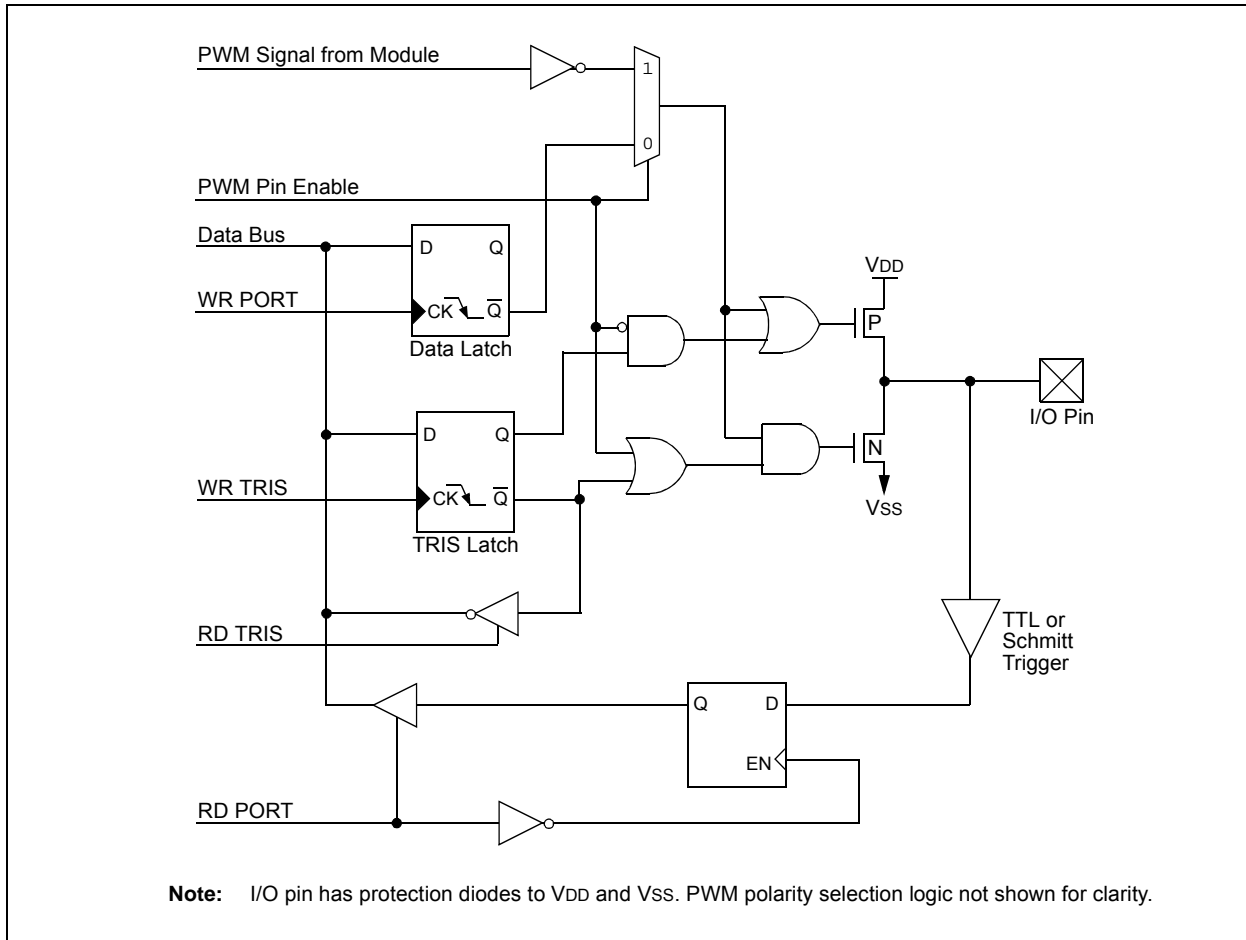 PWM Signal from Module
1
0
PWM Pin Enable
Data Bus
D Q
WR PORT
CK Q̅
Data Latch
VDD
P
I/O Pin
D Q
N
WR TRIS
CK Q̅
VSS
TRIS Latch
RD TRIS
TTL or
Schmitt
Trigger
Q D
EN
RD PORT
Note: I/O pin has protection diodes to VDD and VSS. PWM polarity selection logic not shown for clarity.